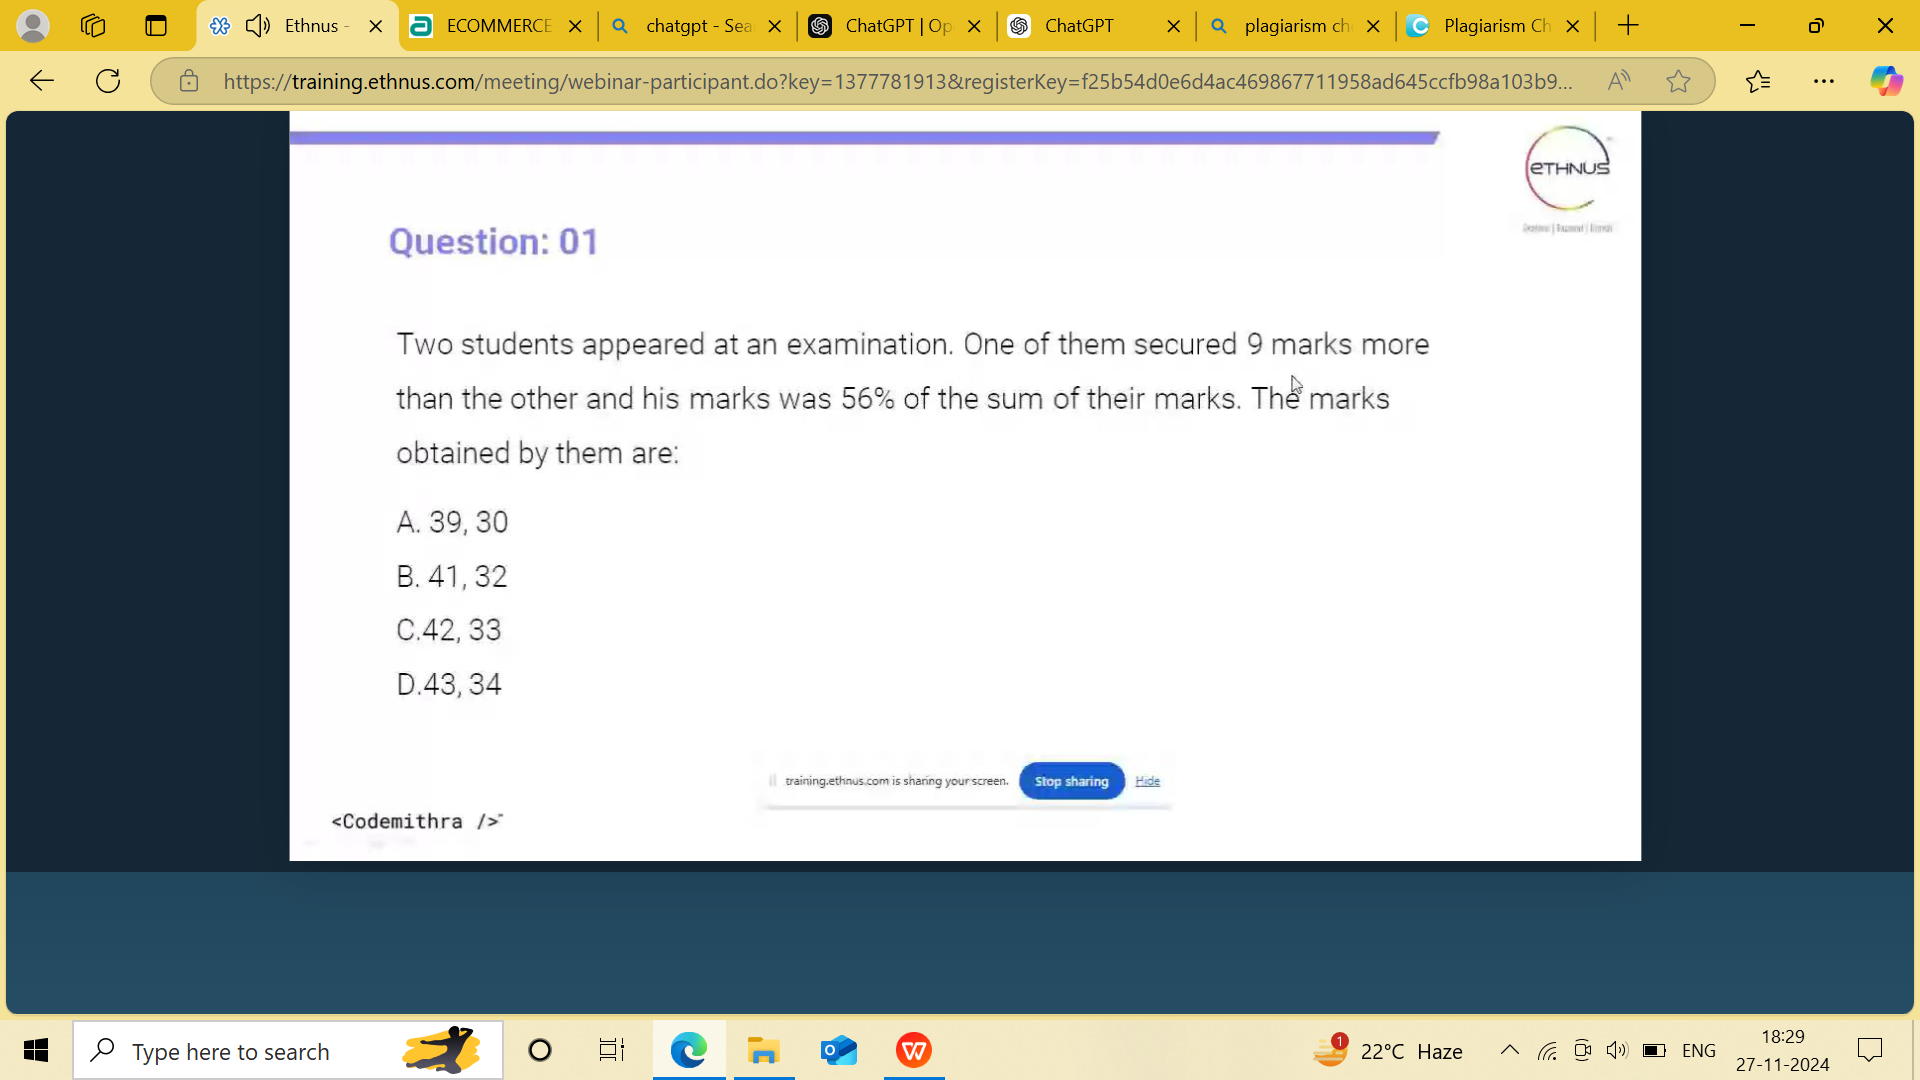 Ethnus -
ECOMMERCE
chatgpt - Sea
ChatGPT | Op
ChatGPT
plagiarism ch
Plagiarism Ch
https://training.ethnus.com/meeting/webinar-participant.do?key=1377781913&registerKey=f25b54d0e6d4ac469867711958ad645ccfb98a103b9...
eTHNUS
Question: 01
Two students appeared at an examination. One of them secured 9 marks more
than the other and his marks was 56% of the sum of their marks. The marks
obtained by them are:
A. 39, 30
B. 41, 32
C.42, 33
D.43, 34
training.ethnus.com is sharing your screen. Stop sharing Hide
<Codemithra />
Type here to search
1
22°C Haze
ENG
18:29
27-11-2024